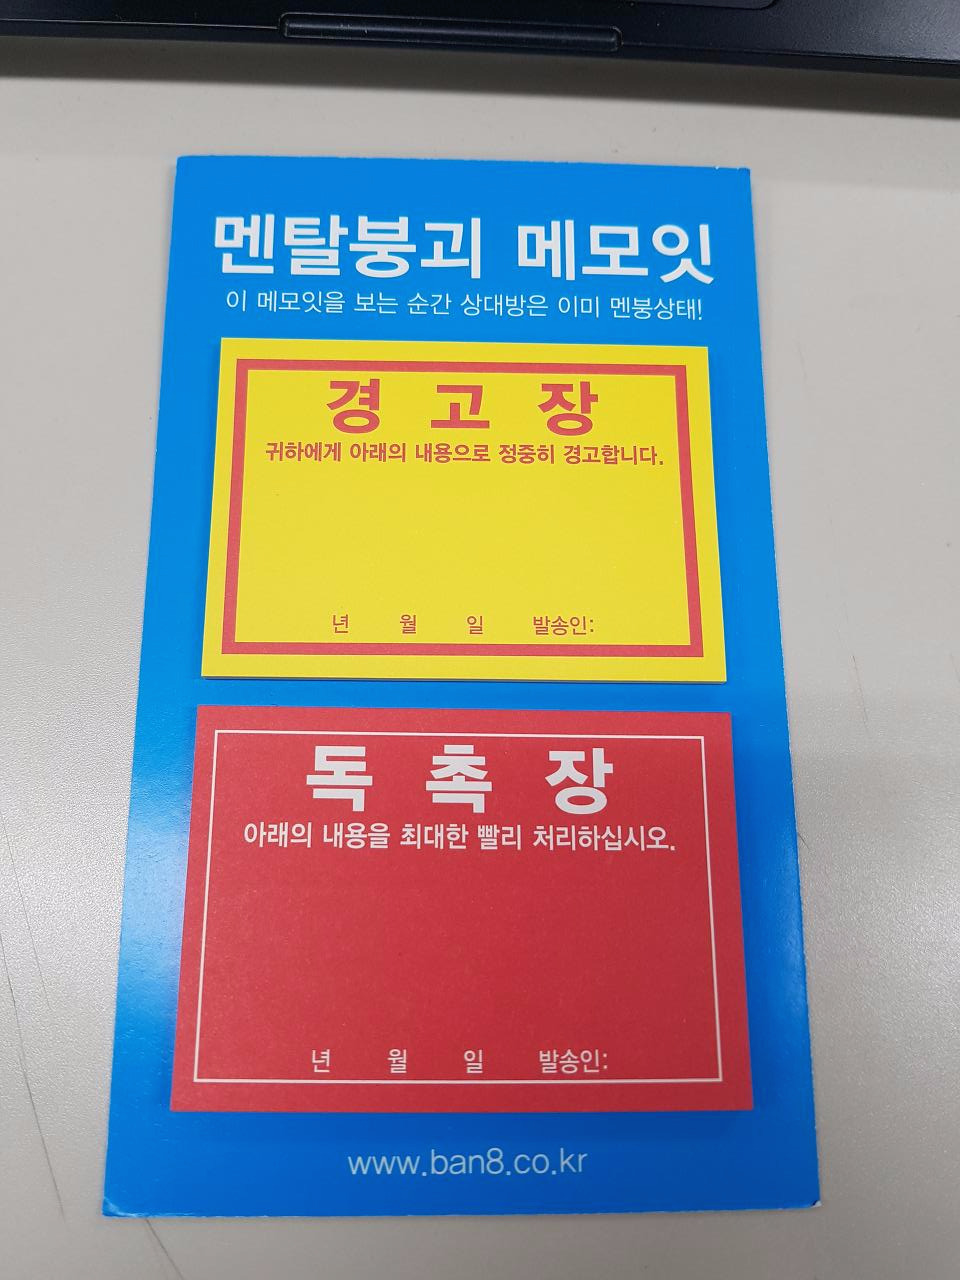 멘탈붕괴 메모잇
이 메모잇을 보는 순간 상대방은 이미 멘붕상태!
경 고 장
귀하에게 아래의 내용으로 정중히 경고합니다.
년 월 일 발송인:
독 촉 장
아래의 내용을 최대한 빨리 처리하십시오.
년 월 일 발송인:
www.ban8.co.kr